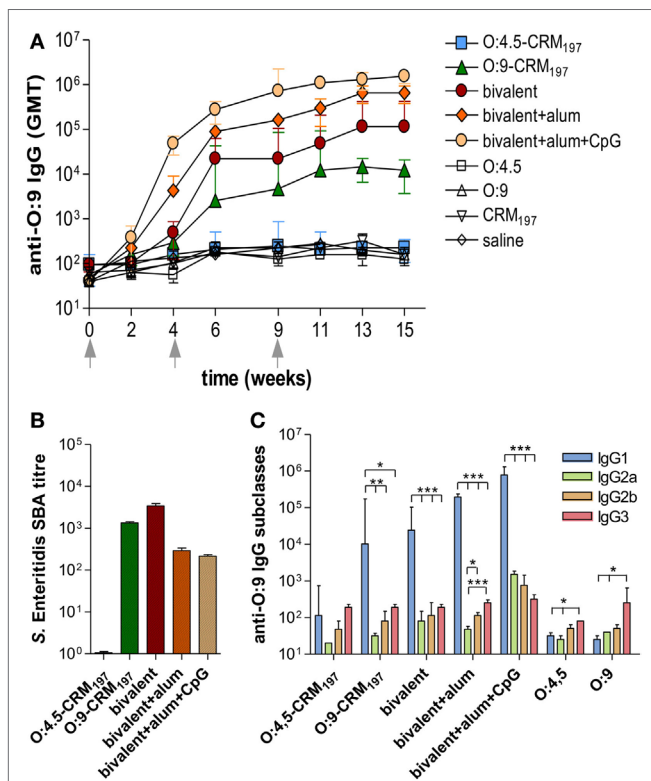 A
anti-O:9 IgG (GMT)
10⁷
10⁶
10⁵
10⁴
10³
10²
10¹
0 2 4 6 9 11 13 15
time (weeks)
O:4.5-CRM₁₉₇
O:9-CRM₁₉₇
bivalent
bivalent+alum
bivalent+alum+CpG
O:4.5
O:9
CRM₁₉₇
saline
B
S. Enteritidis SBA titre
10⁵
10⁴
10³
10²
10¹
10⁰
O:4.5-CRM₁₉₇
O:9-CRM₁₉₇
bivalent
bivalent+alum
bivalent+alum+CpG
C
anti-O:9 IgG subclasses
10⁷
10⁶
10⁴
10²
10¹
*
**
***
***
*
***
***
*
*
IgG1
IgG2a
IgG2b
IgG3
O:4,5-CRM₁₉₇
O:9-CRM₁₉₇
bivalent
bivalent+alum
bivalent+alum+CpG
O:4,5
O:9